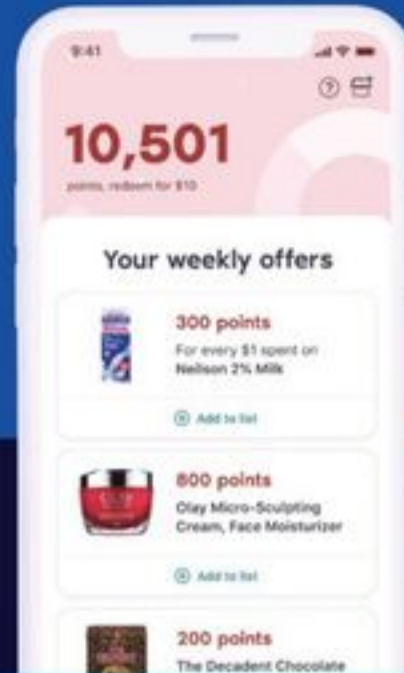 9:41
10,501
points, redeem for $10
Your weekly offers
300 points
For every $1 spent on
Neilson 2% Milk
Add to list
OLAY
800 points
Olay Micro-Sculpting
Cream, Face Moisturizer
Add to list
200 points
The Decadent Chocolate